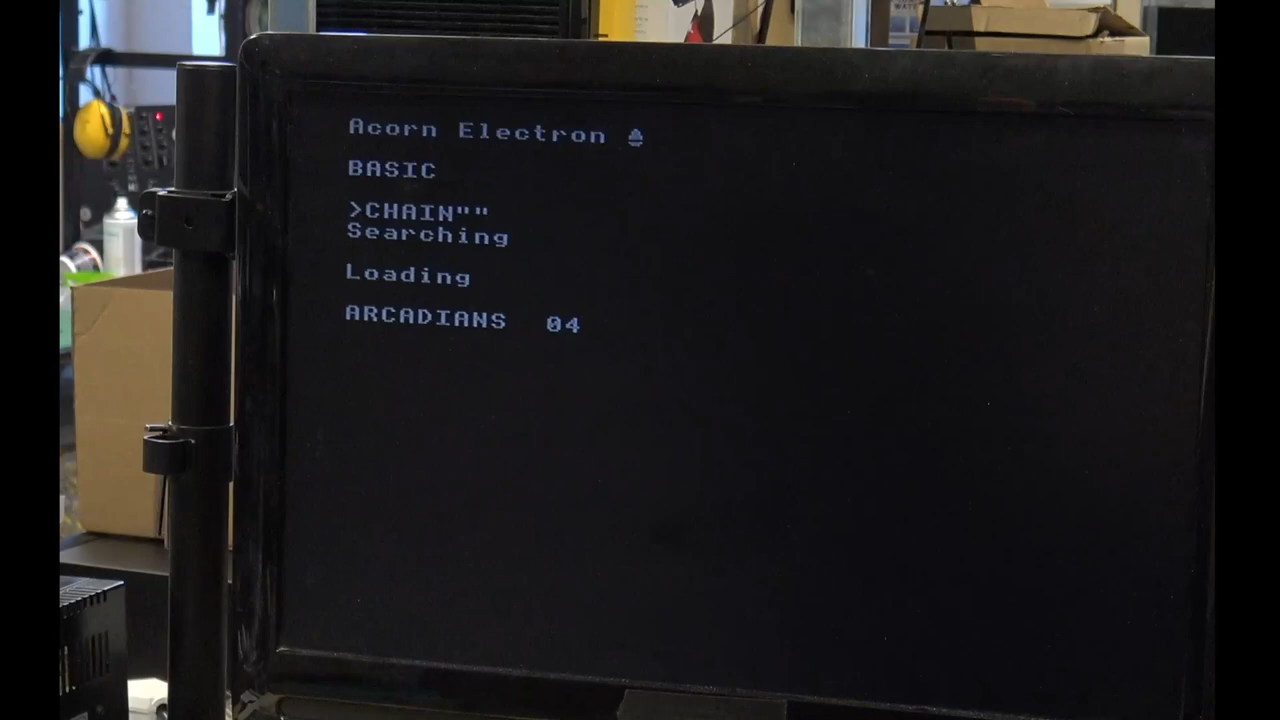 Acorn Electron
BASIC
>CHAIN""
Searching
Loading
ARCADIANS 04